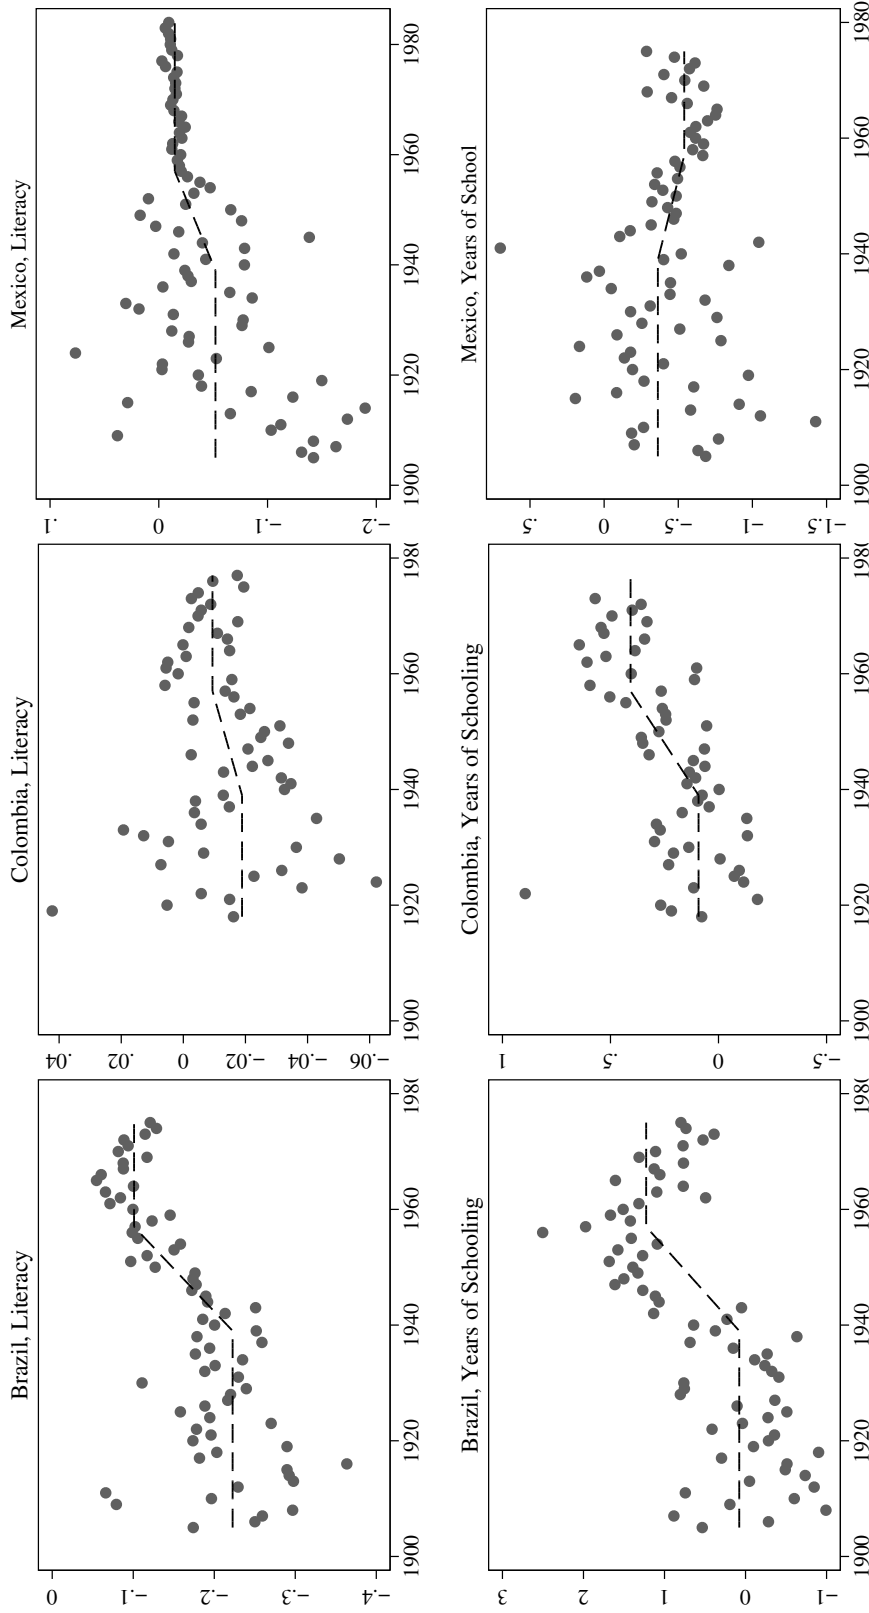 Brazil, Literacy
0
−.1
−.2
−.3
−.4
1900 1920 1940 1960 1980
Colombia, Literacy
.04
.02
0
−.02
−.04
−.06
1900 1920 1940 1960 1980
Mexico, Literacy
.1
0
−.1
−.2
1900 1920 1940 1960 1980
Brazil, Years of Schooling
3
2
1
0
−1
1900 1920 1940 1960 1980
Colombia, Years of Schooling
1
.5
0
−.5
1900 1920 1940 1960 1980
Mexico, Years of School
.5
0
−.5
−1
−1.5
1900 1920 1940 1960 1980